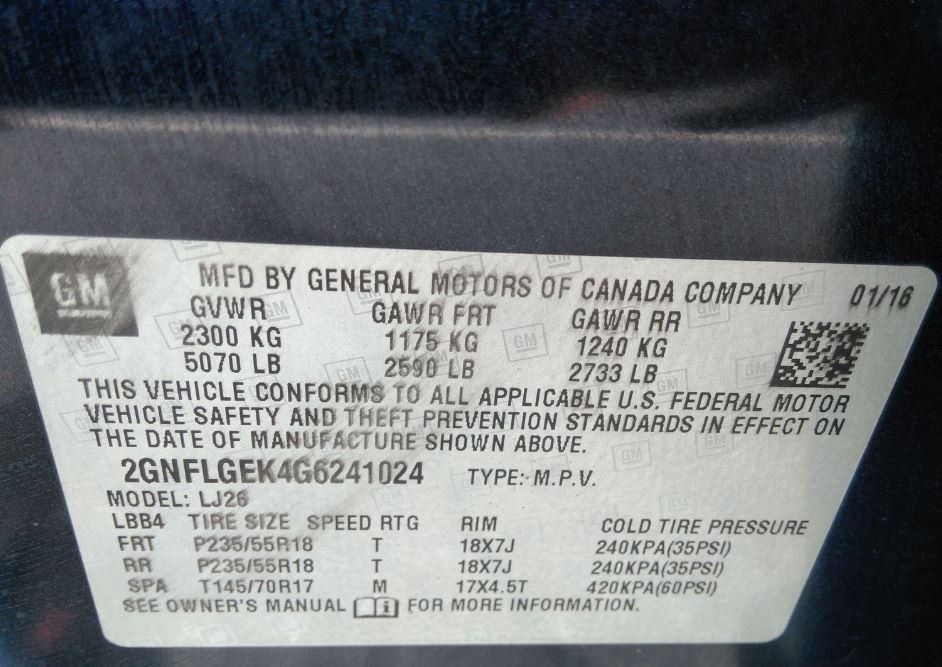 GM
MFD BY GENERAL MOTORS OF CANADA COMPANY 01/16
GVWR GAWR FRT GAWR RR
2300 KG 1175 KG 1240 KG
5070 LB 2590 LB 2733 LB
THIS VEHICLE CONFORMS TO ALL APPLICABLE U.S. FEDERAL MOTOR
VEHICLE SAFETY AND THEFT PREVENTION STANDARDS IN EFFECT ON
THE DATE OF MANUFACTURE SHOWN ABOVE.
2GNFLGEK4G6241024 TYPE: M.P.V.
MODEL: LJ26
LBB4 TIRE SIZE SPEED RTG RIM COLD TIRE PRESSURE
FRT P235/55R18 T 18X7J 240KPA(35PSI)
RR P235/55R18 T 18X7J 240KPA(35PSI)
SPA T145/70R17 M 17X4.5T 420KPA(60PSI)
SEE OWNER'S MANUAL i FOR MORE INFORMATION.